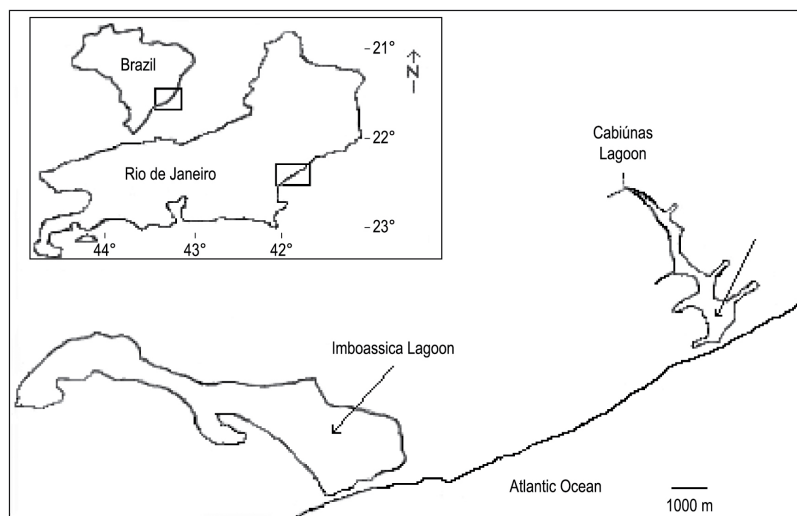 Brazil
N
21°
22°
23°
Rio de Janeiro
44°
43°
42°
Cabiúnas
Lagoon
Imboassica Lagoon
Atlantic Ocean
1000 m